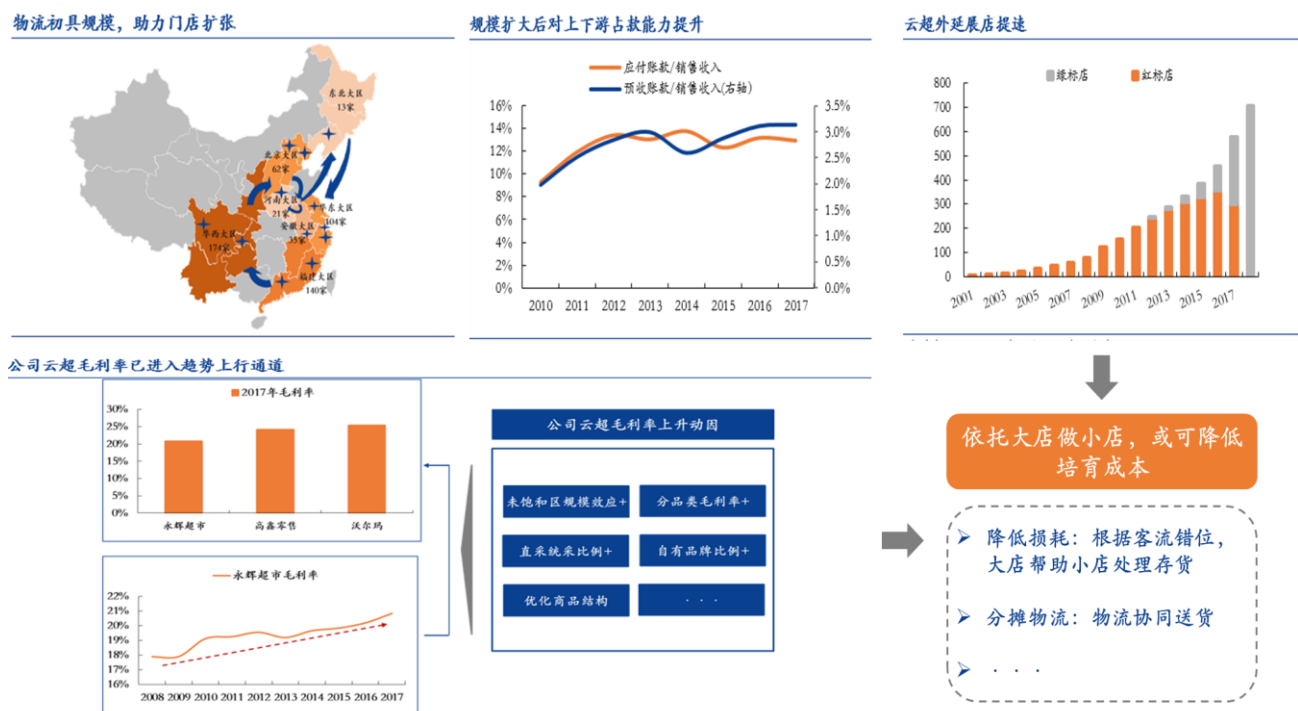 物流初具规模，助力门店扩张
东北大区
13家
北京大区
62家
河南大区
21家
华东大区
104家
安徽大区
35家
华西大区
174家
福建大区
140家
规模扩大后对上下游占款能力提升
应付账款/销售收入
预收账款/销售收入(右轴)
16%
14%
12%
10%
8%
6%
4%
2%
0%
3.5%
3.0%
2.5%
2.0%
1.5%
1.0%
0.5%
0.0%
2010 2011 2012 2013 2014 2015 2016 2017
云超外延展店提速
绿标店 红标店
800
700
600
500
400
300
200
100
0
2001 2003 2005 2007 2009 2011 2013 2015 2017
公司云超毛利率已进入趋势上行通道
2017年毛利率
30%
25%
20%
15%
10%
5%
0%
永辉超市 高鑫零售 沃尔玛
永辉超市毛利率
22%
21%
20%
19%
18%
17%
16%
2008 2009 2010 2011 2012 2013 2014 2015 2016 2017
公司云超毛利率上升动因
未饱和区规模效应+ 分品类毛利率+
直采统采比例+ 自有品牌比例+
优化商品结构 · · ·
依托大店做小店，或可降低
培育成本
降低损耗：根据客流错位，
大店帮助小店处理存货
分摊物流：物流协同送货
· · ·